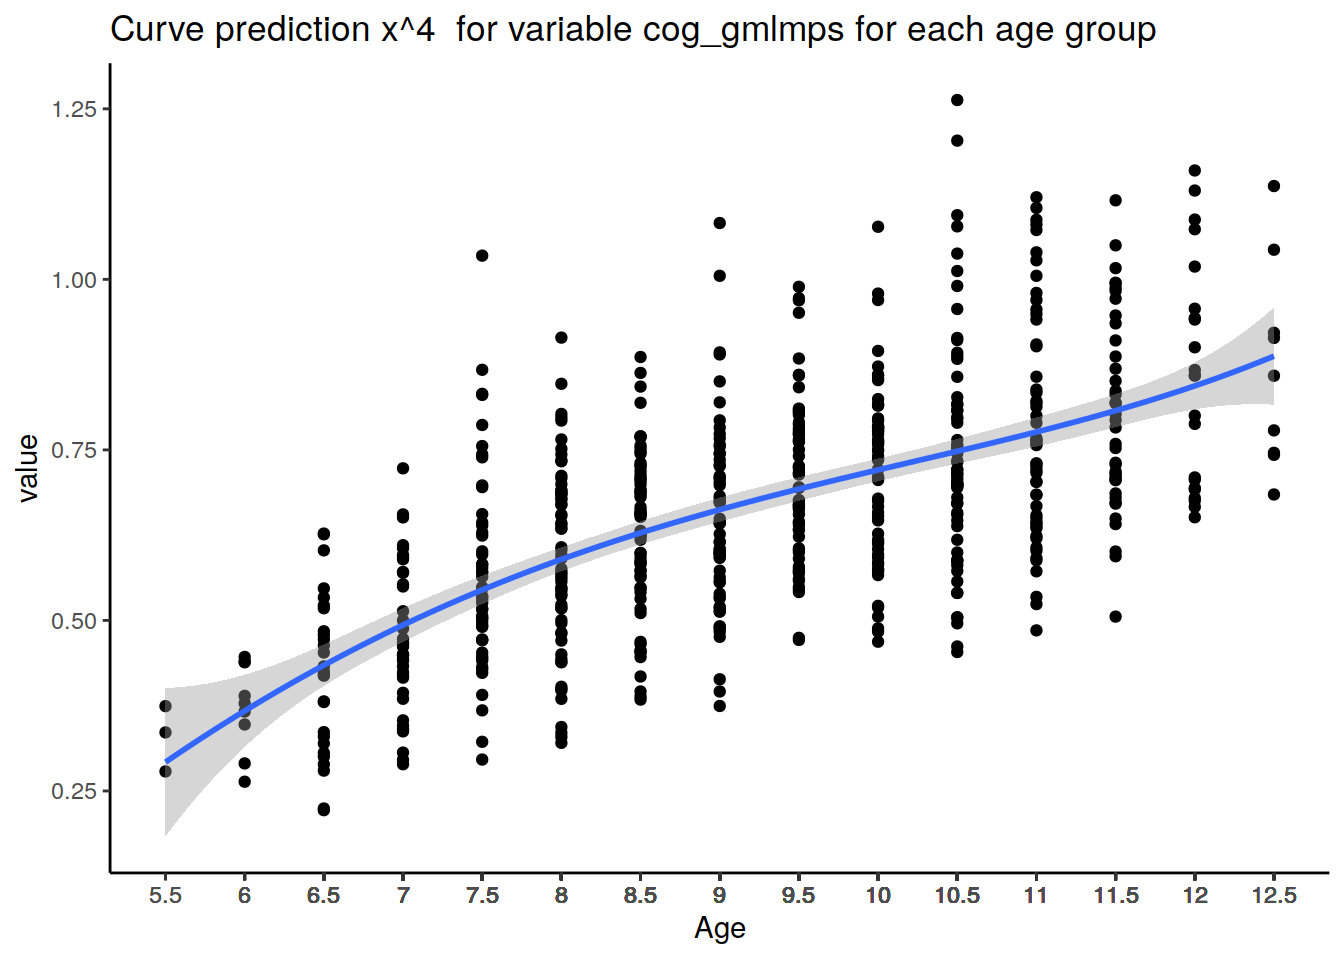 Curve prediction x^4  for variable cog_gmlmps for each age group
1.25
1.00
0.75
0.50
0.25
value
5.5 6 6.5 7 7.5 8 8.5 9 9.5 10 10.5 11 11.5 12 12.5
Age